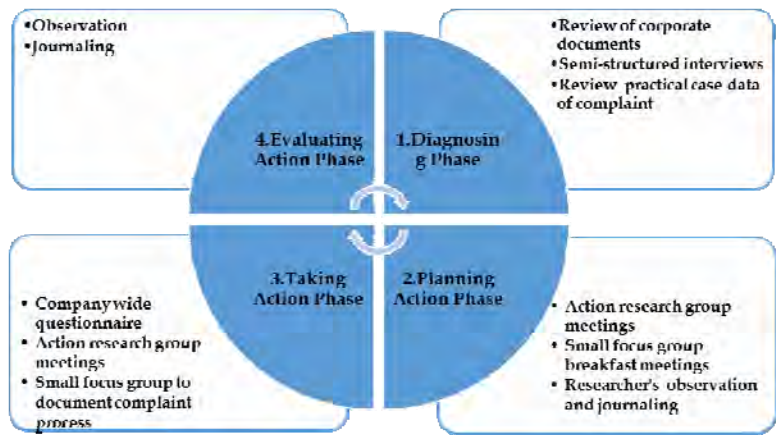 •Observation
•Journaling
•Review of corporate
documents
•Semi-structured interviews
•Review practical case data
of complaint
4.Evaluating
Action Phase
1.Diagnosin
g Phase
3.Taking
Action Phase
2.Planning
Action Phase
• Company wide
questionnaire
• Action research group
meetings
• Small focus group to
document complaint
process
• Action research group
meetings
• Small focus group
breakfast meetings
• Researcher's observation
and journaling